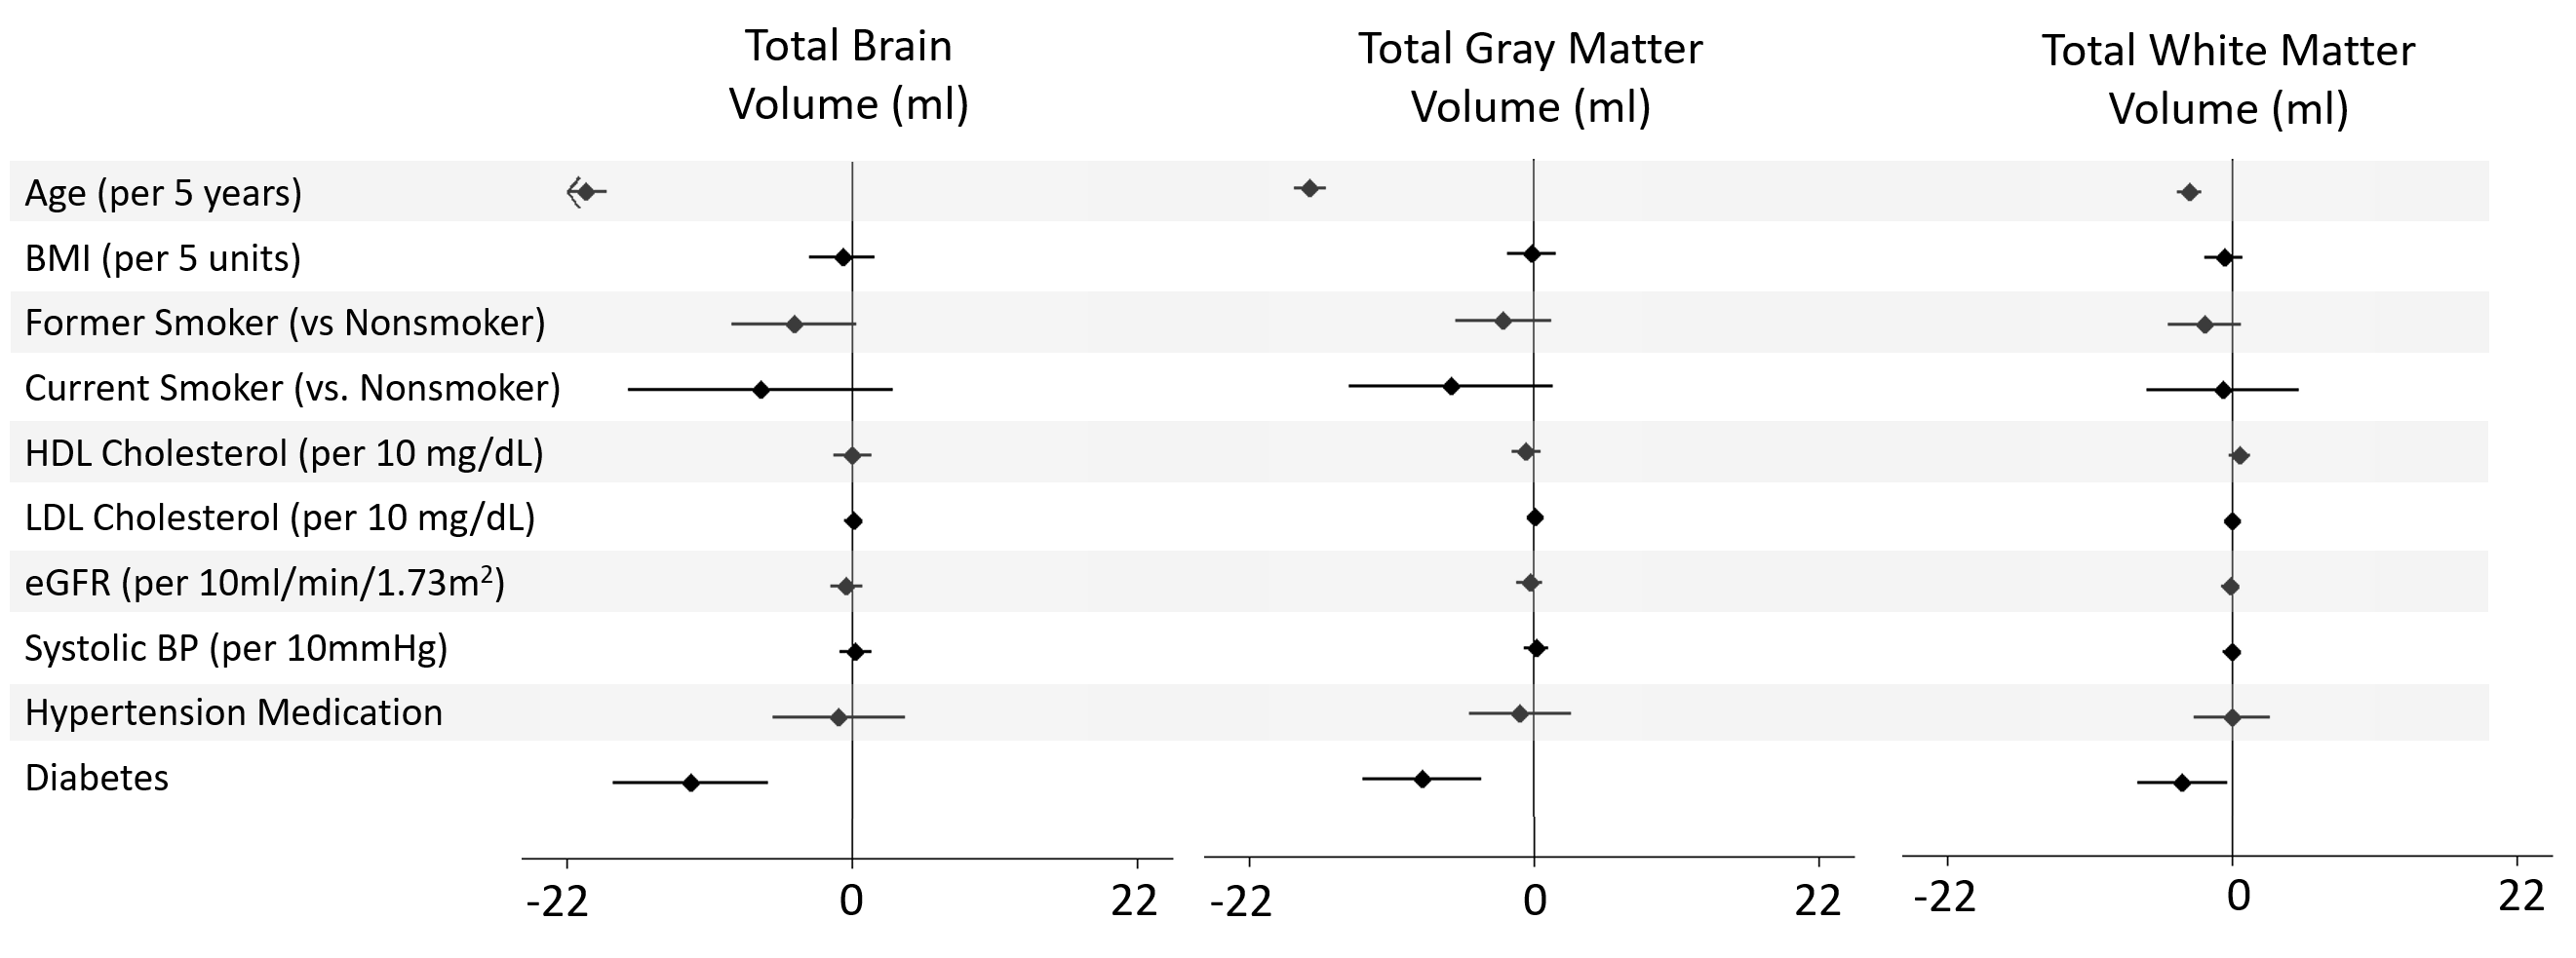 Total Brain
Volume (ml)
Total Gray Matter
Volume (ml)
Total White Matter
Volume (ml)
Age (per 5 years)
BMI (per 5 units)
Former Smoker (vs Nonsmoker)
Current Smoker (vs. Nonsmoker)
HDL Cholesterol (per 10 mg/dL)
LDL Cholesterol (per 10 mg/dL)
eGFR (per 10ml/min/1.73m²)
Systolic BP (per 10mmHg)
Hypertension Medication
Diabetes
-22 0 22
-22 0 22
-22 0 22